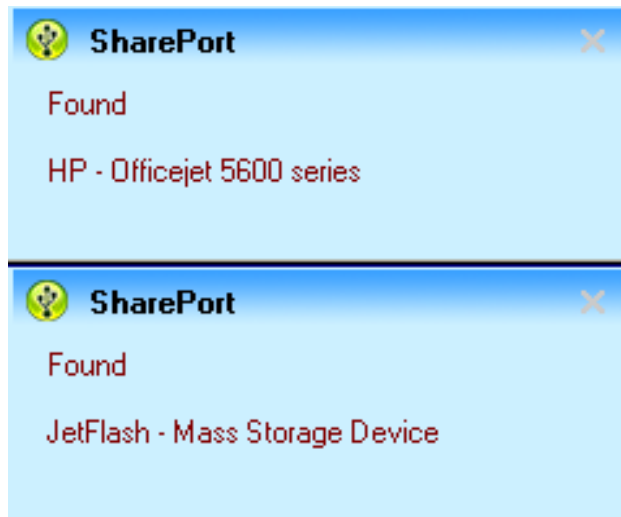 SharePort
Found
HP - Officejet 5600 series
SharePort
Found
JetFlash - Mass Storage Device